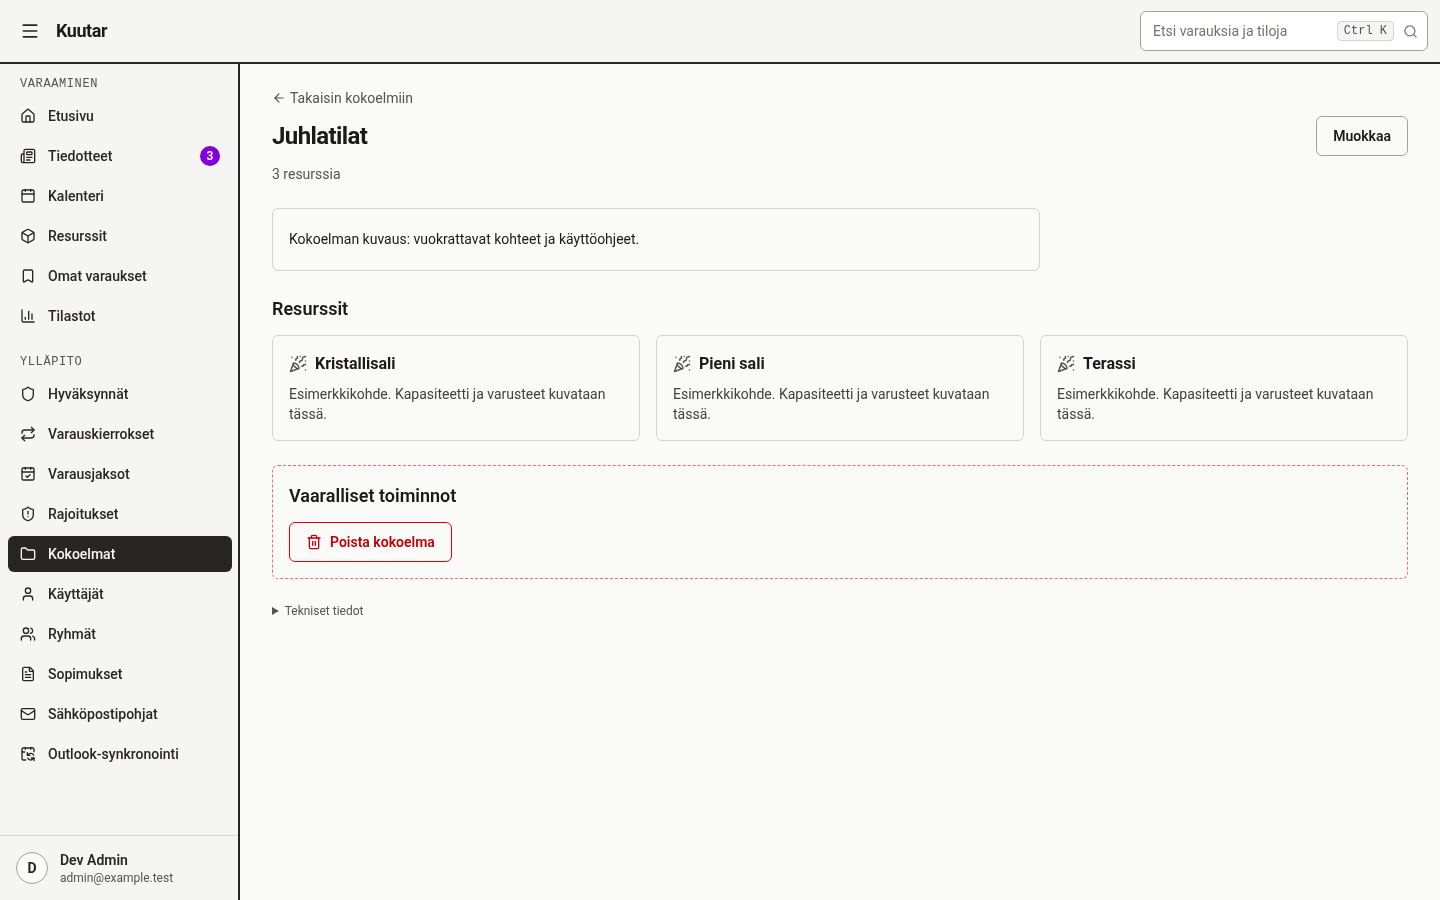 Kuutar
Etsi varauksia ja tiloja
Ctrl K
VARAAMINEN
Etusivu
Tiedotteet
3
Kalenteri
Resurssit
Omat varaukset
Tilastot
YLLÄPITO
Hyväksynnät
Varauskierrokset
Varausjaksot
Rajoitukset
Kokoelmat
Käyttäjät
Ryhmät
Sopimukset
Sähköpostipohjat
Outlook-synkronointi
D
Dev Admin
admin@example.test
Takaisin kokoelmiin
Juhlatilat
Muokkaa
3 resurssia
Kokoelman kuvaus: vuokrattavat kohteet ja käyttöohjeet.
Resurssit
Kristallisali
Esimerkkikohde. Kapasiteetti ja varusteet kuvataan
tässä.
Pieni sali
Esimerkkikohde. Kapasiteetti ja varusteet kuvataan
tässä.
Terassi
Esimerkkikohde. Kapasiteetti ja varusteet kuvataan
tässä.
Vaaralliset toiminnot
Poista kokoelma
Tekniset tiedot